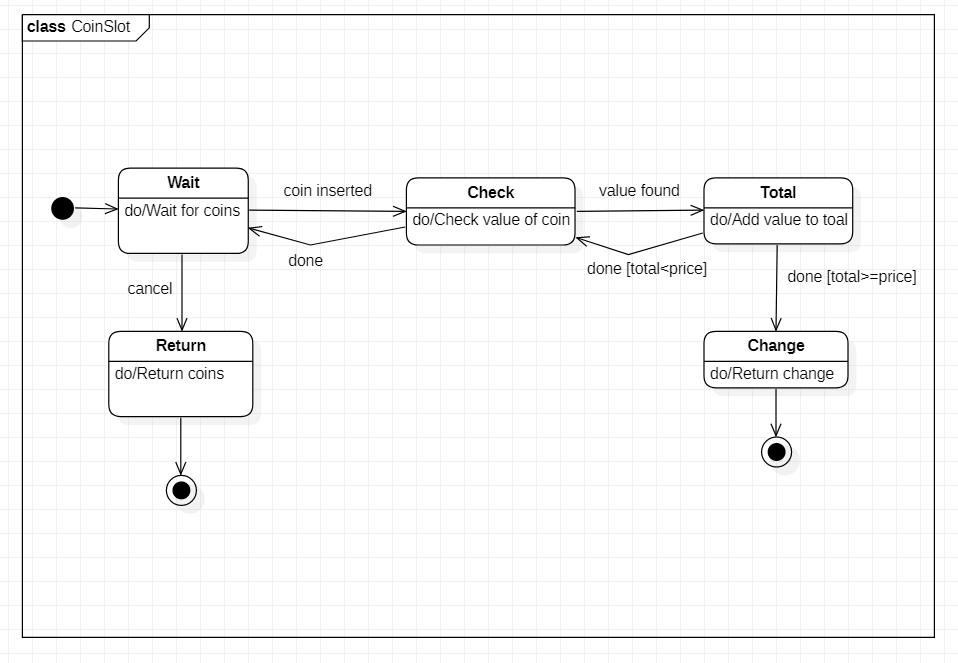 class CoinSlot
Wait
do/Wait for coins
coin inserted
Check
do/Check value of coin
value found
Total
do/Add value to toal
done
done [total<price]
cancel
done [total>=price]
Return
do/Return coins
Change
do/Return change